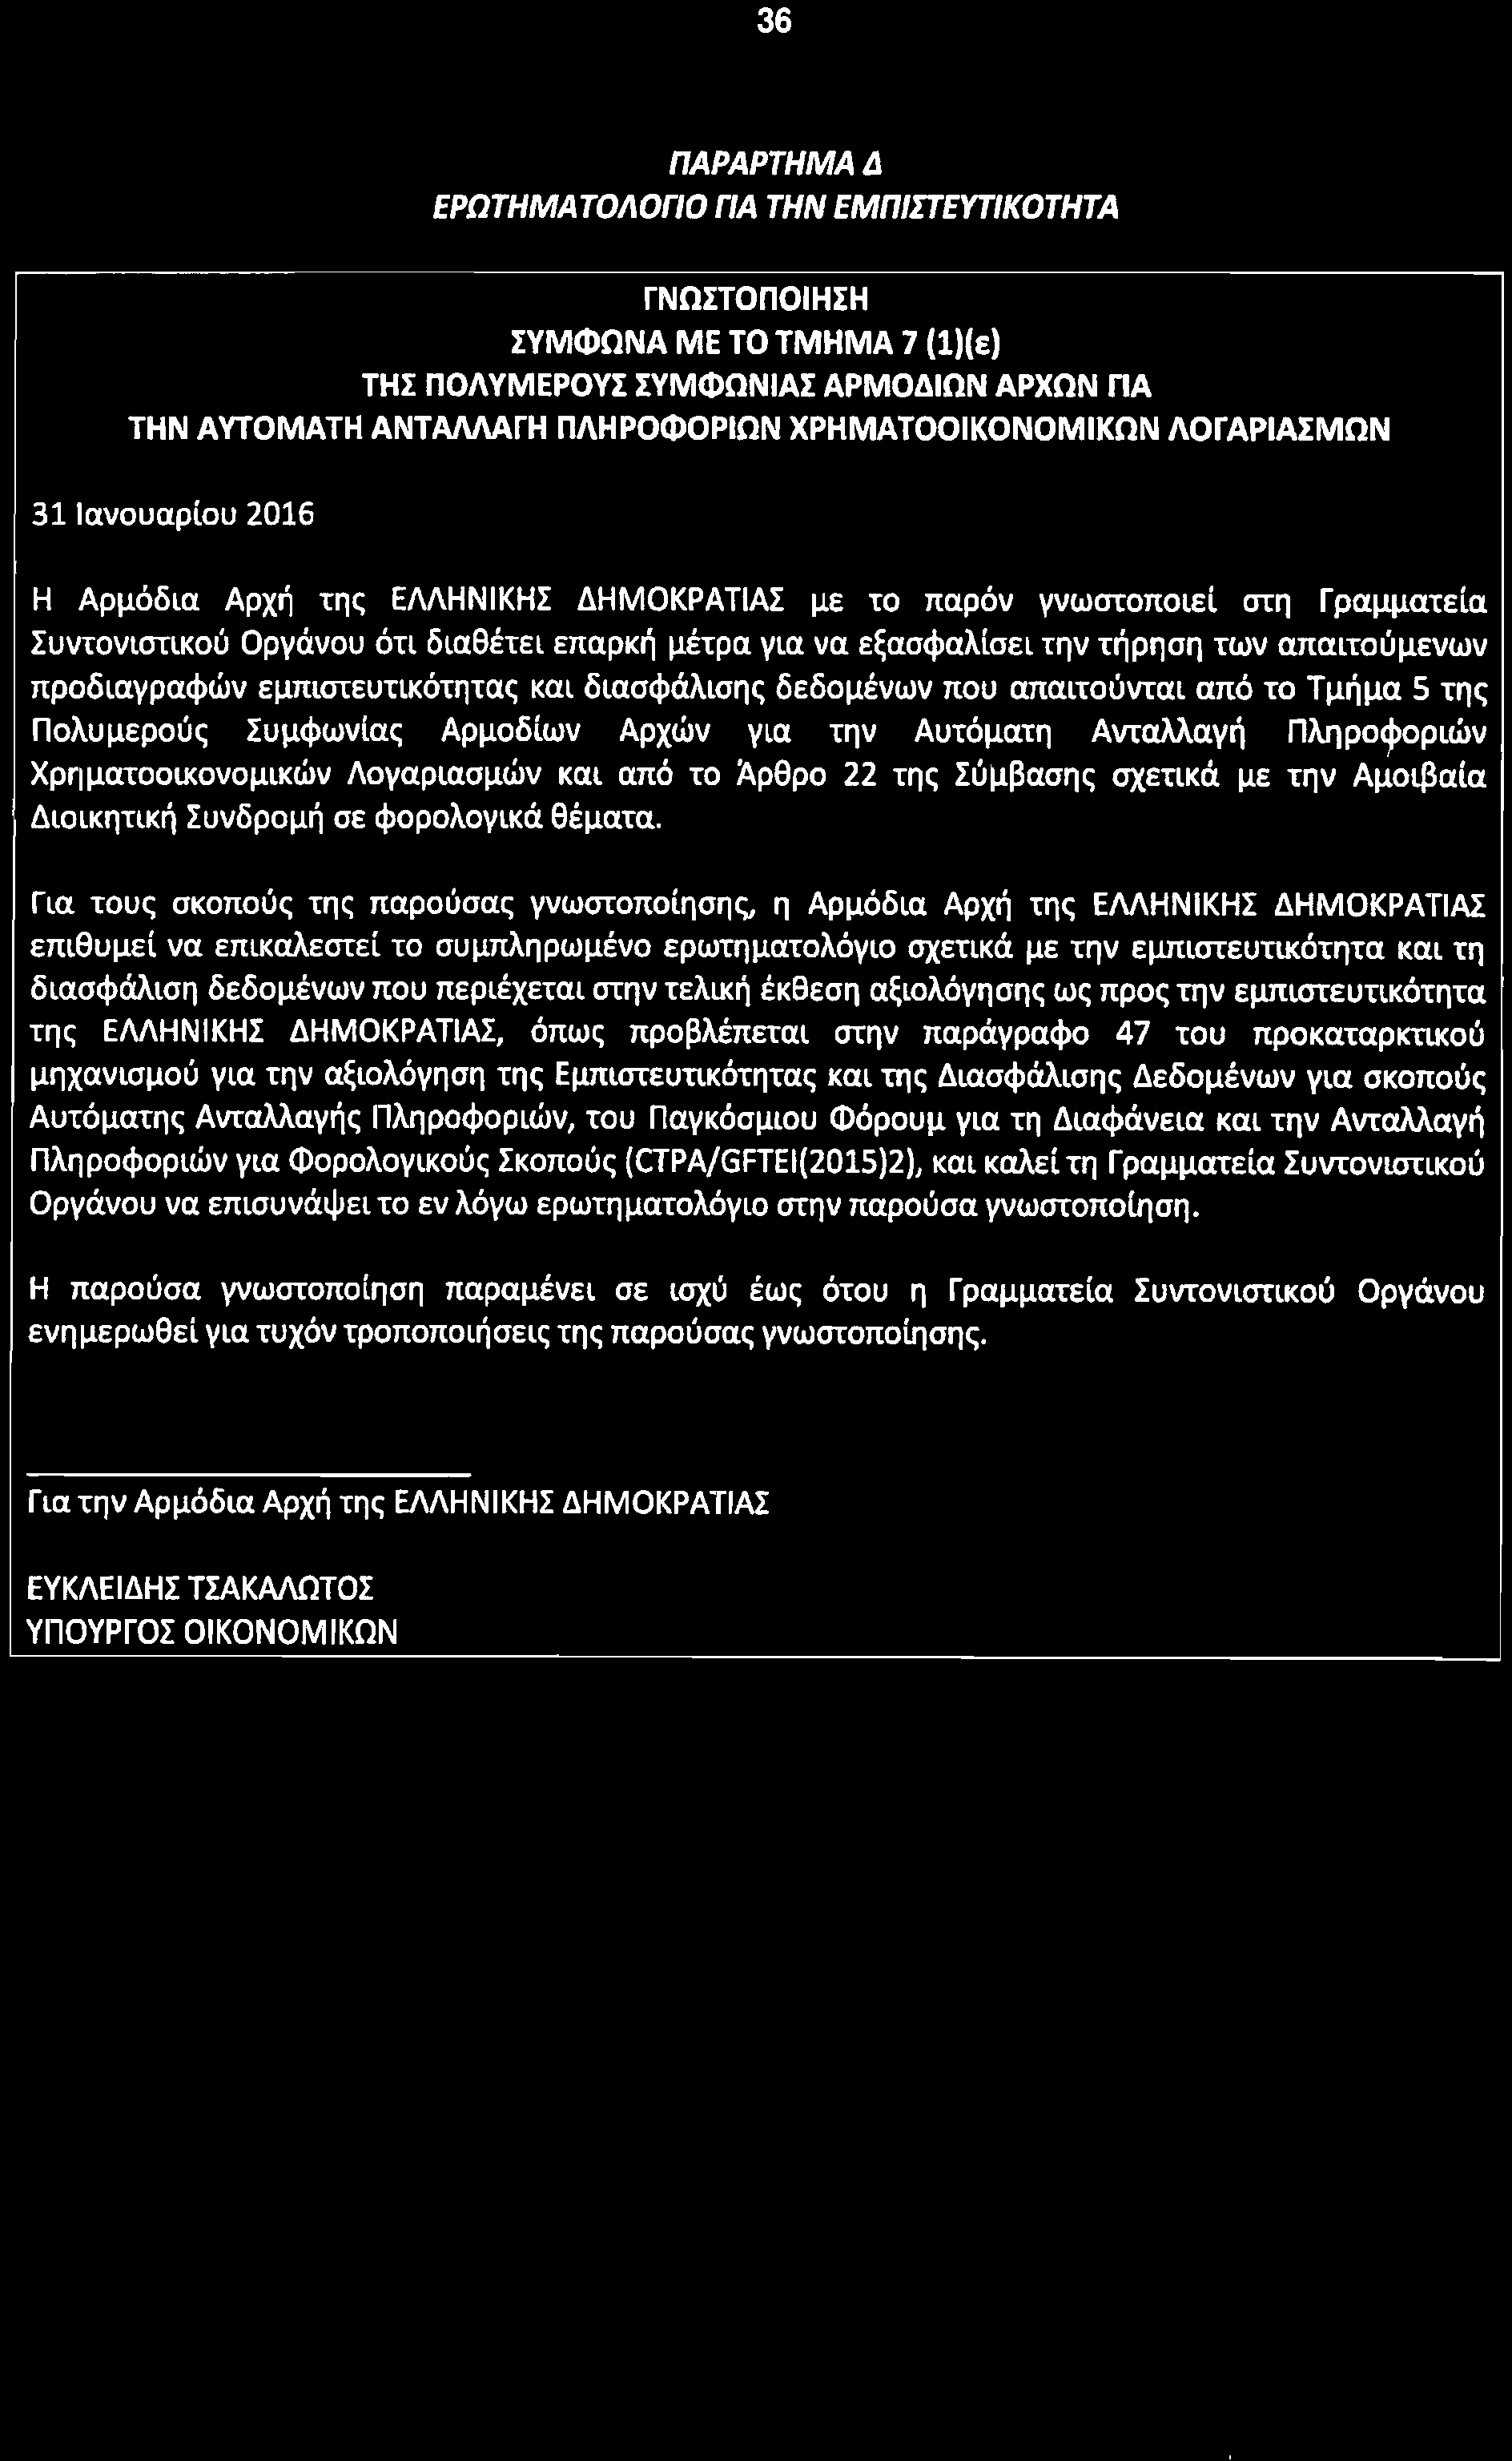 36
ΠΑΡΑΡΤΗΜΑ Δ
ΕΡΩΤΗΜΑΤΟΛΟΓΙΟ ΓΙΑ ΤΗΝ ΕΜΠΙΣΤΕΥΤΙΚΟΤΗΤΑ
ΓΝΩΣΤΟΠΟΙΗΣΗ
ΣΥΜΦΩΝΑ ΜΕ ΤΟ ΤΜΗΜΑ 7 (1)(ε)
ΤΗΣ ΠΟΛΥΜΕΡΟΥΣ ΣΥΜΦΩΝΙΑΣ ΑΡΜΟΔΙΩΝ ΑΡΧΩΝ ΓΙΑ
ΤΗΝ ΑΥΤΟΜΑΤΗ ΑΝΤΑΛΛΑΓΗ ΠΛΗΡΟΦΟΡΙΩΝ ΧΡΗΜΑΤΟΟΙΚΟΝΟΜΙΚΩΝ ΛΟΓΑΡΙΑΣΜΩΝ
31 Ιανουαρίου 2016
Η Αρμόδια Αρχή της ΕΛΛΗΝΙΚΗΣ ΔΗΜΟΚΡΑΤΙΑΣ με το παρόν γνωστοποιεί στη Γραμματεία
Συντονιστικού Οργάνου ότι διαθέτει επαρκή μέτρα για να εξασφαλίσει την τήρηση των απαιτούμενων
προδιαγραφών εμπιστευτικότητας και διασφάλισης δεδομένων που απαιτούνται από το Τμήμα 5 της
Πολυμερούς Συμφωνίας Αρμοδίων Αρχών για την Αυτόματη Ανταλλαγή Πληροφοριών
Χρηματοοικονομικών Λογαριασμών και από το Άρθρο 22 της Σύμβασης σχετικά με την Αμοιβαία
Διοικητική Συνδρομή σε φορολογικά θέματα.
Για τους σκοπούς της παρούσας γνωστοποίησης, η Αρμόδια Αρχή της ΕΛΛΗΝΙΚΗΣ ΔΗΜΟΚΡΑΤΙΑΣ
επιθυμεί να επικαλεστεί το συμπληρωμένο ερωτηματολόγιο σχετικά με την εμπιστευτικότητα και τη
διασφάλιση δεδομένων που περιέχεται στην τελική έκθεση αξιολόγησης ως προς την εμπιστευτικότητα
της ΕΛΛΗΝΙΚΗΣ ΔΗΜΟΚΡΑΤΙΑΣ, όπως προβλέπεται στην παράγραφο 47 του προκαταρκτικού
μηχανισμού για την αξιολόγηση της Εμπιστευτικότητας και της Διασφάλισης Δεδομένων για σκοπούς
Αυτόματης Ανταλλαγής Πληροφοριών, του Παγκόσμιου Φόρουμ για τη Διαφάνεια και την Ανταλλαγή
Πληροφοριών για Φορολογικούς Σκοπούς (CTPA/GFTEI(2015)2), και καλεί τη Γραμματεία Συντονιστικού
Οργάνου να επισυνάψει το εν λόγω ερωτηματολόγιο στην παρούσα γνωστοποίηση.
Η παρούσα γνωστοποίηση παραμένει σε ισχύ έως ότου η Γραμματεία Συντονιστικού Οργάνου
ενημερωθεί για τυχόν τροποποιήσεις της παρούσας γνωστοποίησης.
Για την Αρμόδια Αρχή της ΕΛΛΗΝΙΚΗΣ ΔΗΜΟΚΡΑΤΙΑΣ
ΕΥΚΛΕΙΔΗΣ ΤΣΑΚΑΛΩΤΟΣ
ΥΠΟΥΡΓΟΣ ΟΙΚΟΝΟΜΙΚΩΝ